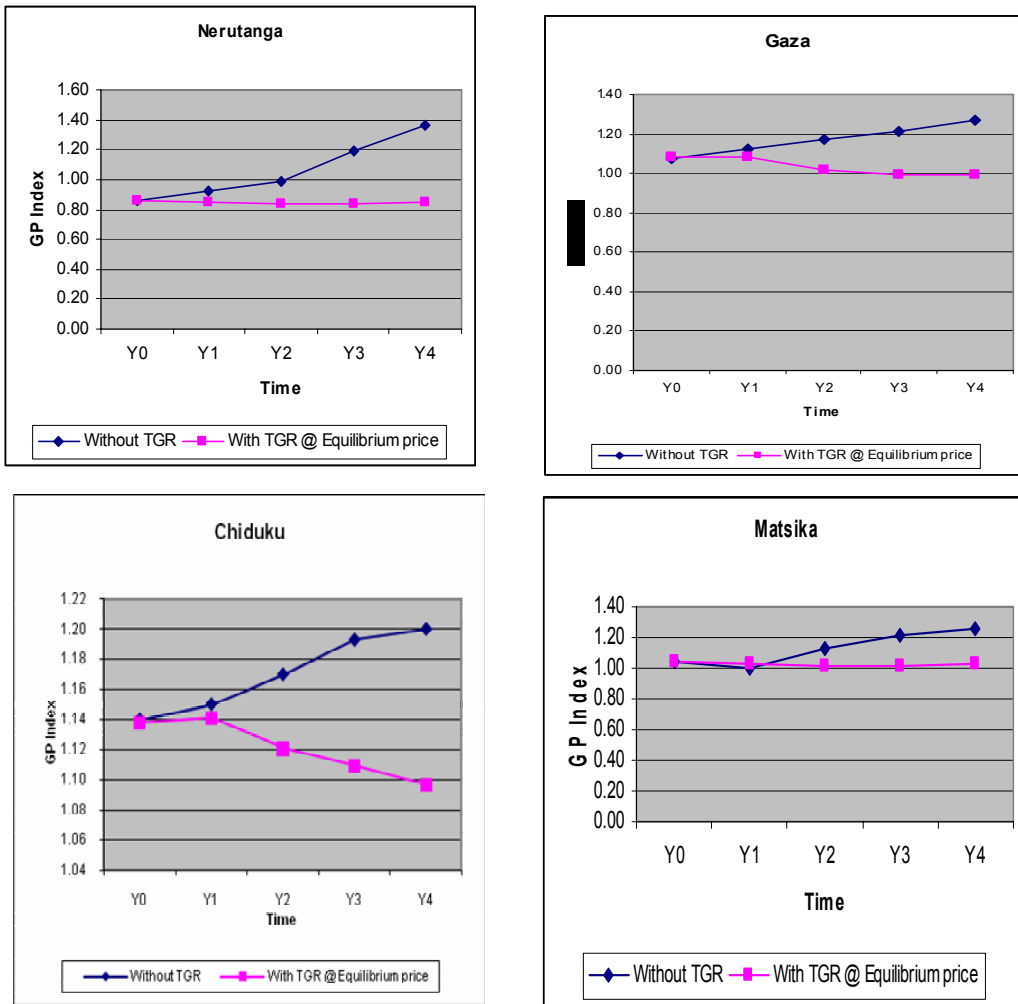 Nerutanga
1.60
1.40
1.20
1.00
0.80
0.60
0.40
0.20
0.00
GP Index
Y0 Y1 Y2 Y3 Y4
Time
Without TGR With TGR @ Equilibrium price
Gaza
1.40
1.20
1.00
0.80
0.60
0.40
0.20
0.00
Y0 Y1 Y2 Y3 Y4
Time
Without TGR With TGR @ Equilibrium price
Chiduku
1.22
1.20
1.18
1.16
1.14
1.12
1.10
1.08
1.06
1.04
GP Index
Y0 Y1 Y2 Y3 Y4
Time
Without TGR With TGR @ Equilibrium price
Matsika
1.40
1.20
1.00
0.80
0.60
0.40
0.20
0.00
GP Index
Y0 Y1 Y2 Y3 Y4
Time
Without TGR With TGR @ Equilibrium price